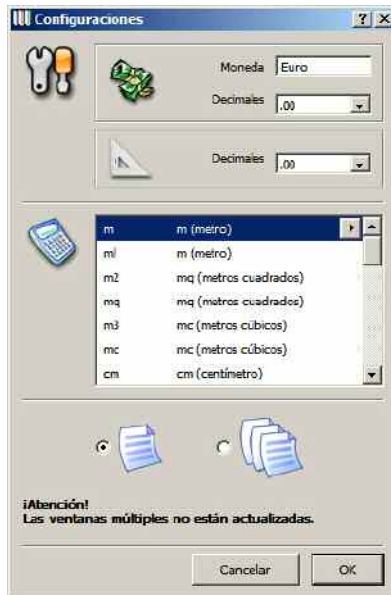 Configuraciones
Moneda Euro
Decimales .00
Decimales .00
m m (metro)
ml m (metro)
m2 mq (metros cuadrados)
mq mq (metros cuadrados)
m3 mc (metros cúbicos)
mc mc (metros cúbicos)
cm cm (centímetro)
¡Atención!
Las ventanas múltiples no están actualizadas.
Cancelar OK